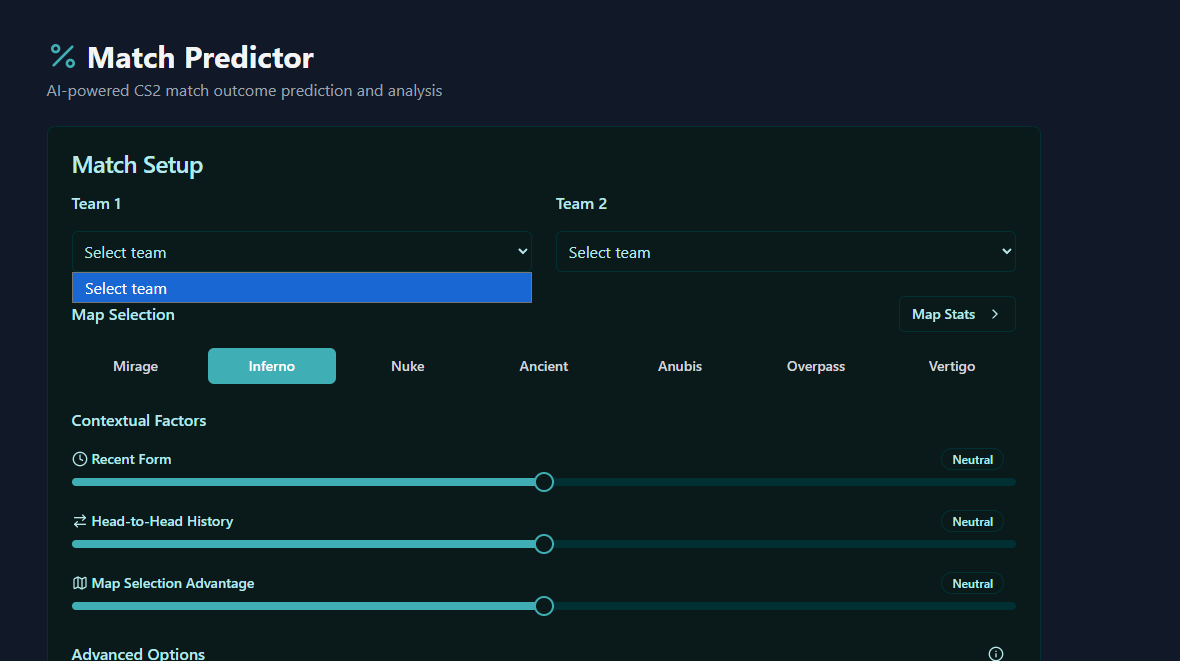 Match Predictor
AI-powered CS2 match outcome prediction and analysis
Match Setup
Team 1
Team 2
Select team
Select team
Select team
Map Selection
Map Stats
Mirage
Inferno
Nuke
Ancient
Anubis
Overpass
Vertigo
Contextual Factors
Recent Form
Neutral
Head-to-Head History
Neutral
Map Selection Advantage
Neutral
Advanced Options